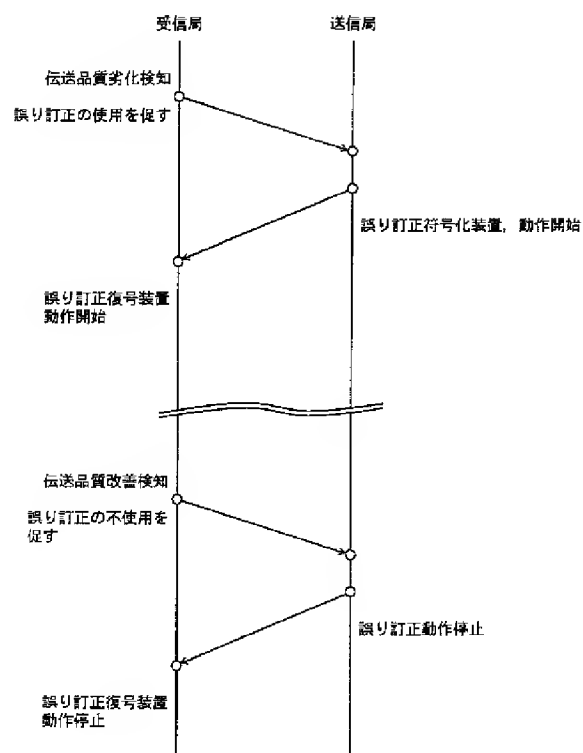 受信局
送信局
伝送品質劣化検知
誤り訂正の使用を促す
誤り訂正符号化装置，動作開始
誤り訂正復号装置
動作開始
伝送品質改善検知
誤り訂正の不使用を
促す
誤り訂正動作停止
誤り訂正復号装置
動作停止